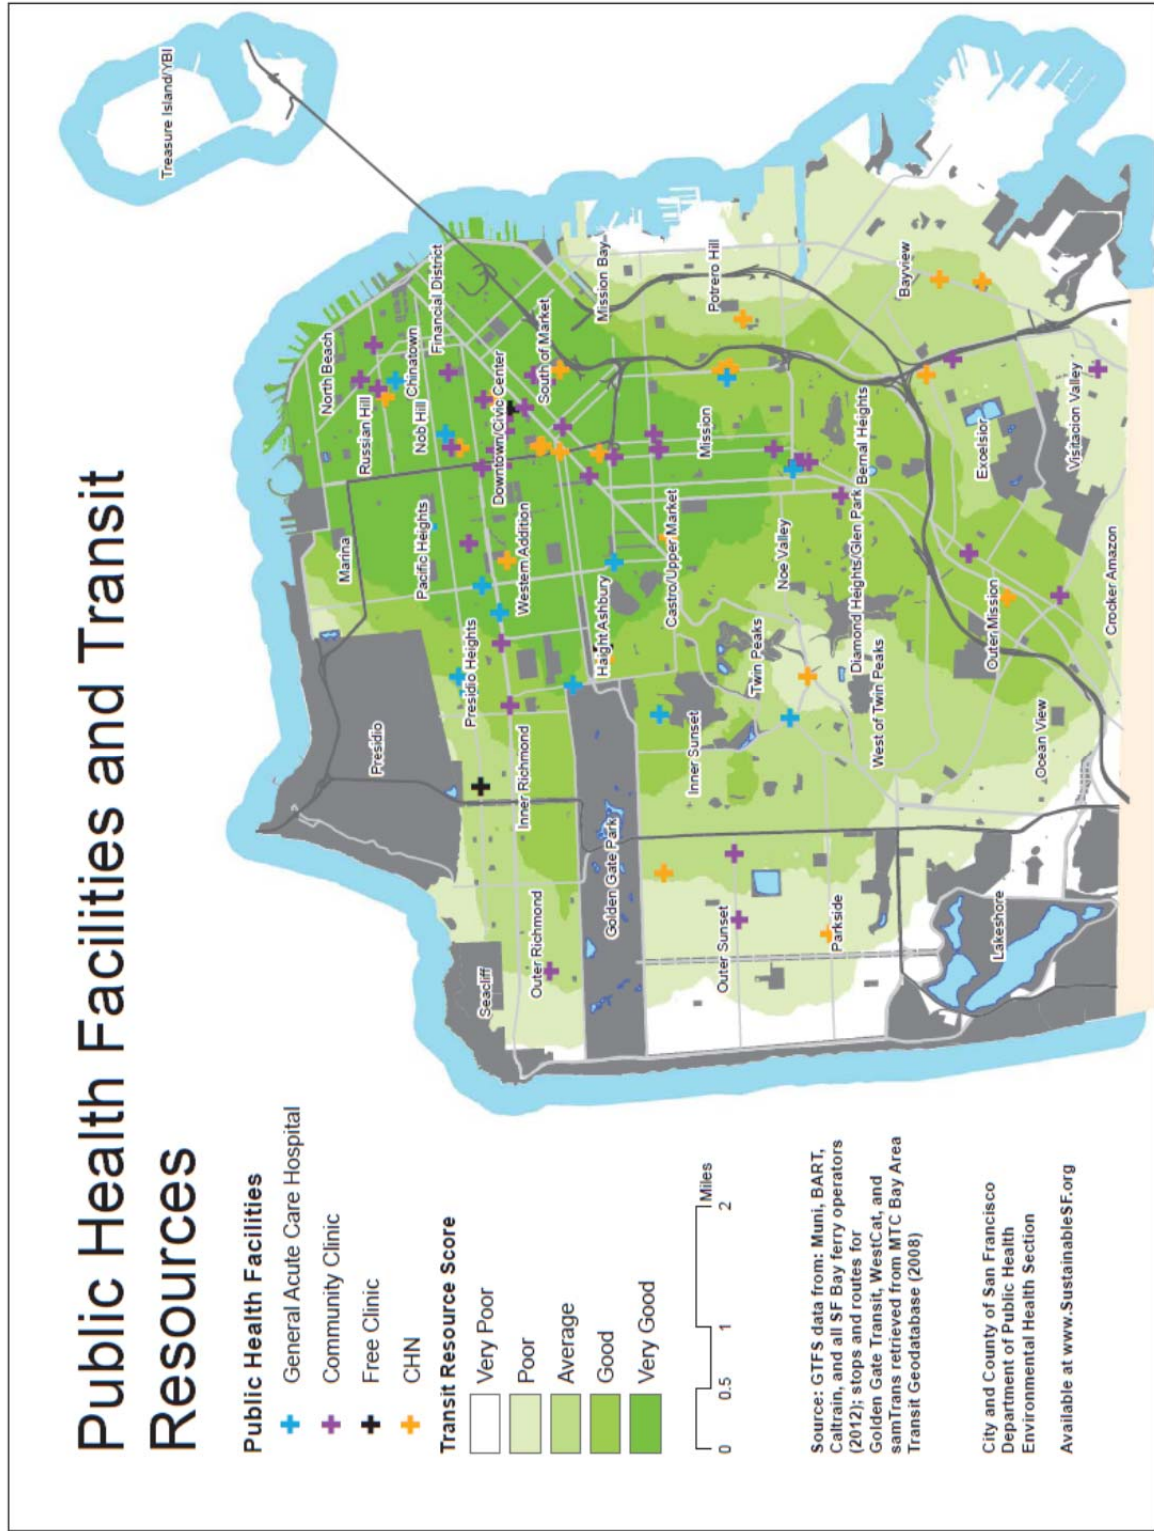 Public Health Facilities and Transit
Resources
Public Health Facilities
General Acute Care Hospital
Community Clinic
Free Clinic
CHN
Transit Resource Score
Very Poor
Poor
Average
Good
Very Good
0 0.5 1 2
Miles
Source: GTFS data from: Muni, BART,
Caltrain, and all SF Bay ferry operators
(2012); stops and routes for
Golden Gate Transit, WestCat, and
samTrans retrieved from MTC Bay Area
Transit Geodatabase (2008)
City and County of San Francisco
Department of Public Health
Environmental Health Section
Available at www.SustainableSF.org
Treasure Island/YBI
North Beach
Russian Hill
Chinatown
Nob Hill
Financial District
Marina
Pacific Heights
Downtown/Civic Center
South of Market
Presidio
Presidio Heights
Western Addition
Mission Bay
Seacliff
Outer Richmond
Inner Richmond
Haight Ashbury
Golden Gate Park
Castro/Upper Market
Mission
Potrero Hill
Inner Sunset
Twin Peaks
Noe Valley
Outer Sunset
Parkside
West of Twin Peaks
Diamond Heights/Glen Park
Bernal Heights
Bayview
Lakeshore
Ocean View
Outer Mission
Excelsior
Crocker Amazon
Visitacion Valley